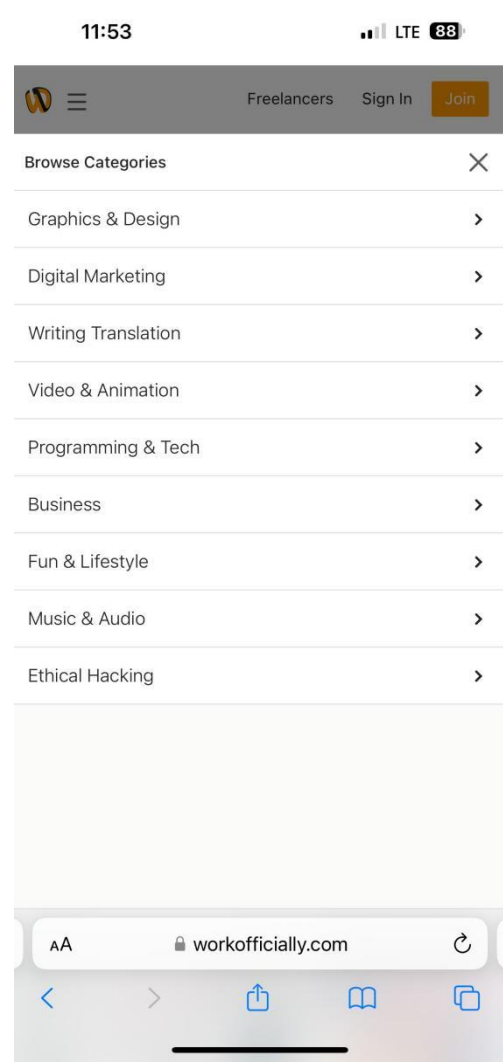 11:53 LTE 88
Freelancers Sign In Join
Browse Categories
Graphics & Design
Digital Marketing
Writing Translation
Video & Animation
Programming & Tech
Business
Fun & Lifestyle
Music & Audio
Ethical Hacking
AA workofficially.com